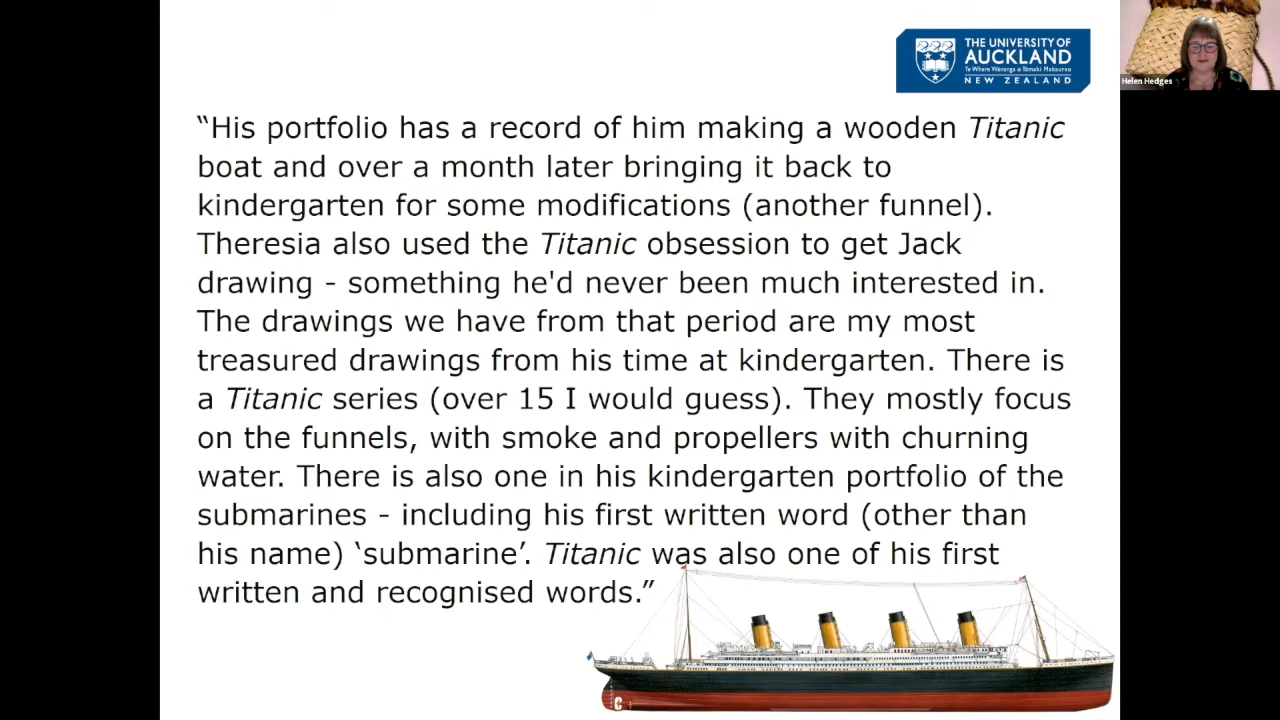 THE UNIVERSITY OF
AUCKLAND
Te Whare Wānanga o Tāmaki Makaurau
NEW ZEALAND
Helen Hedges
“His portfolio has a record of him making a wooden Titanic
boat and over a month later bringing it back to
kindergarten for some modifications (another funnel).
Theresia also used the Titanic obsession to get Jack
drawing - something he'd never been much interested in.
The drawings we have from that period are my most
treasured drawings from his time at kindergarten. There is
a Titanic series (over 15 I would guess). They mostly focus
on the funnels, with smoke and propellers with churning
water. There is also one in his kindergarten portfolio of the
submarines - including his first written word (other than
his name) ‘submarine’. Titanic was also one of his first
written and recognised words.”